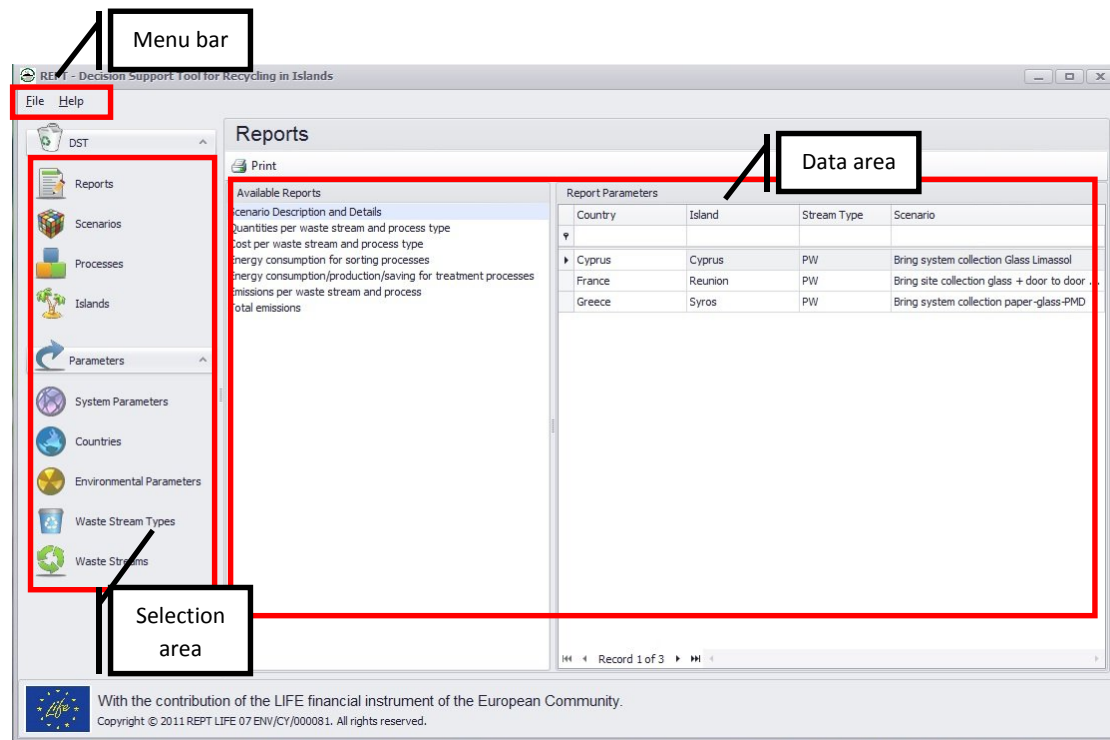 Menu bar
REPT - Decision Support Tool for Recycling in Islands
File Help
DST
Reports
Scenarios
Processes
Islands
Parameters
System Parameters
Countries
Environmental Parameters
Waste Stream Types
Waste Streams
Selection
area
Reports
Print
Data area
Available Reports
Scenario Description and Details
Quantities per waste stream and process type
Cost per waste stream and process type
Energy consumption for sorting processes
Energy consumption/production/saving for treatment processes
Emissions per waste stream and process
Total emissions
Report Parameters
Country Island Stream Type Scenario
Cyprus Cyprus PW Bring system collection Glass Limassol
France Reunion PW Bring site collection glass + door to door ...
Greece Syros PW Bring system collection paper-glass-PMD
Record 1 of 3
Life
With the contribution of the LIFE financial instrument of the European Community.
Copyright © 2011 REPT LIFE 07 ENV/CY/000081. All rights reserved.